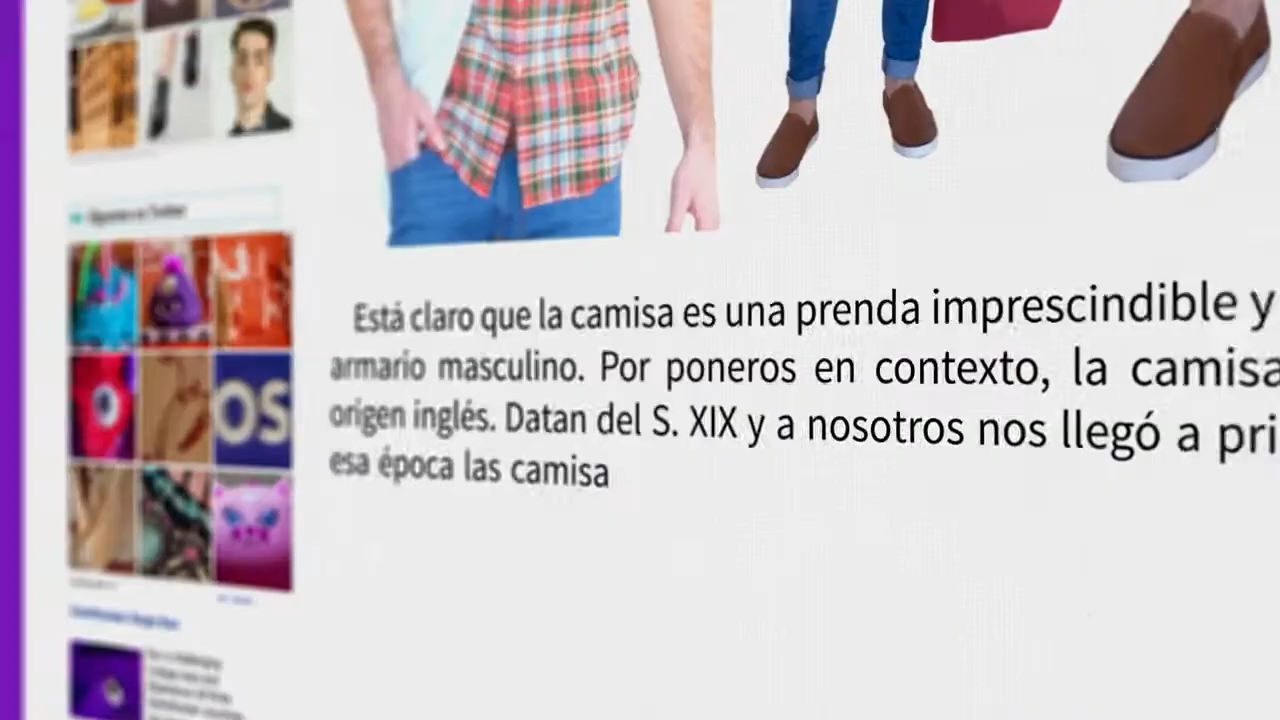 Está claro que la camisa es una prenda imprescindible y
armario masculino. Por poneros en contexto, la camisa
origen inglés. Datan del S. XIX y a nosotros nos llegó a pri
esa época las camisa
OS